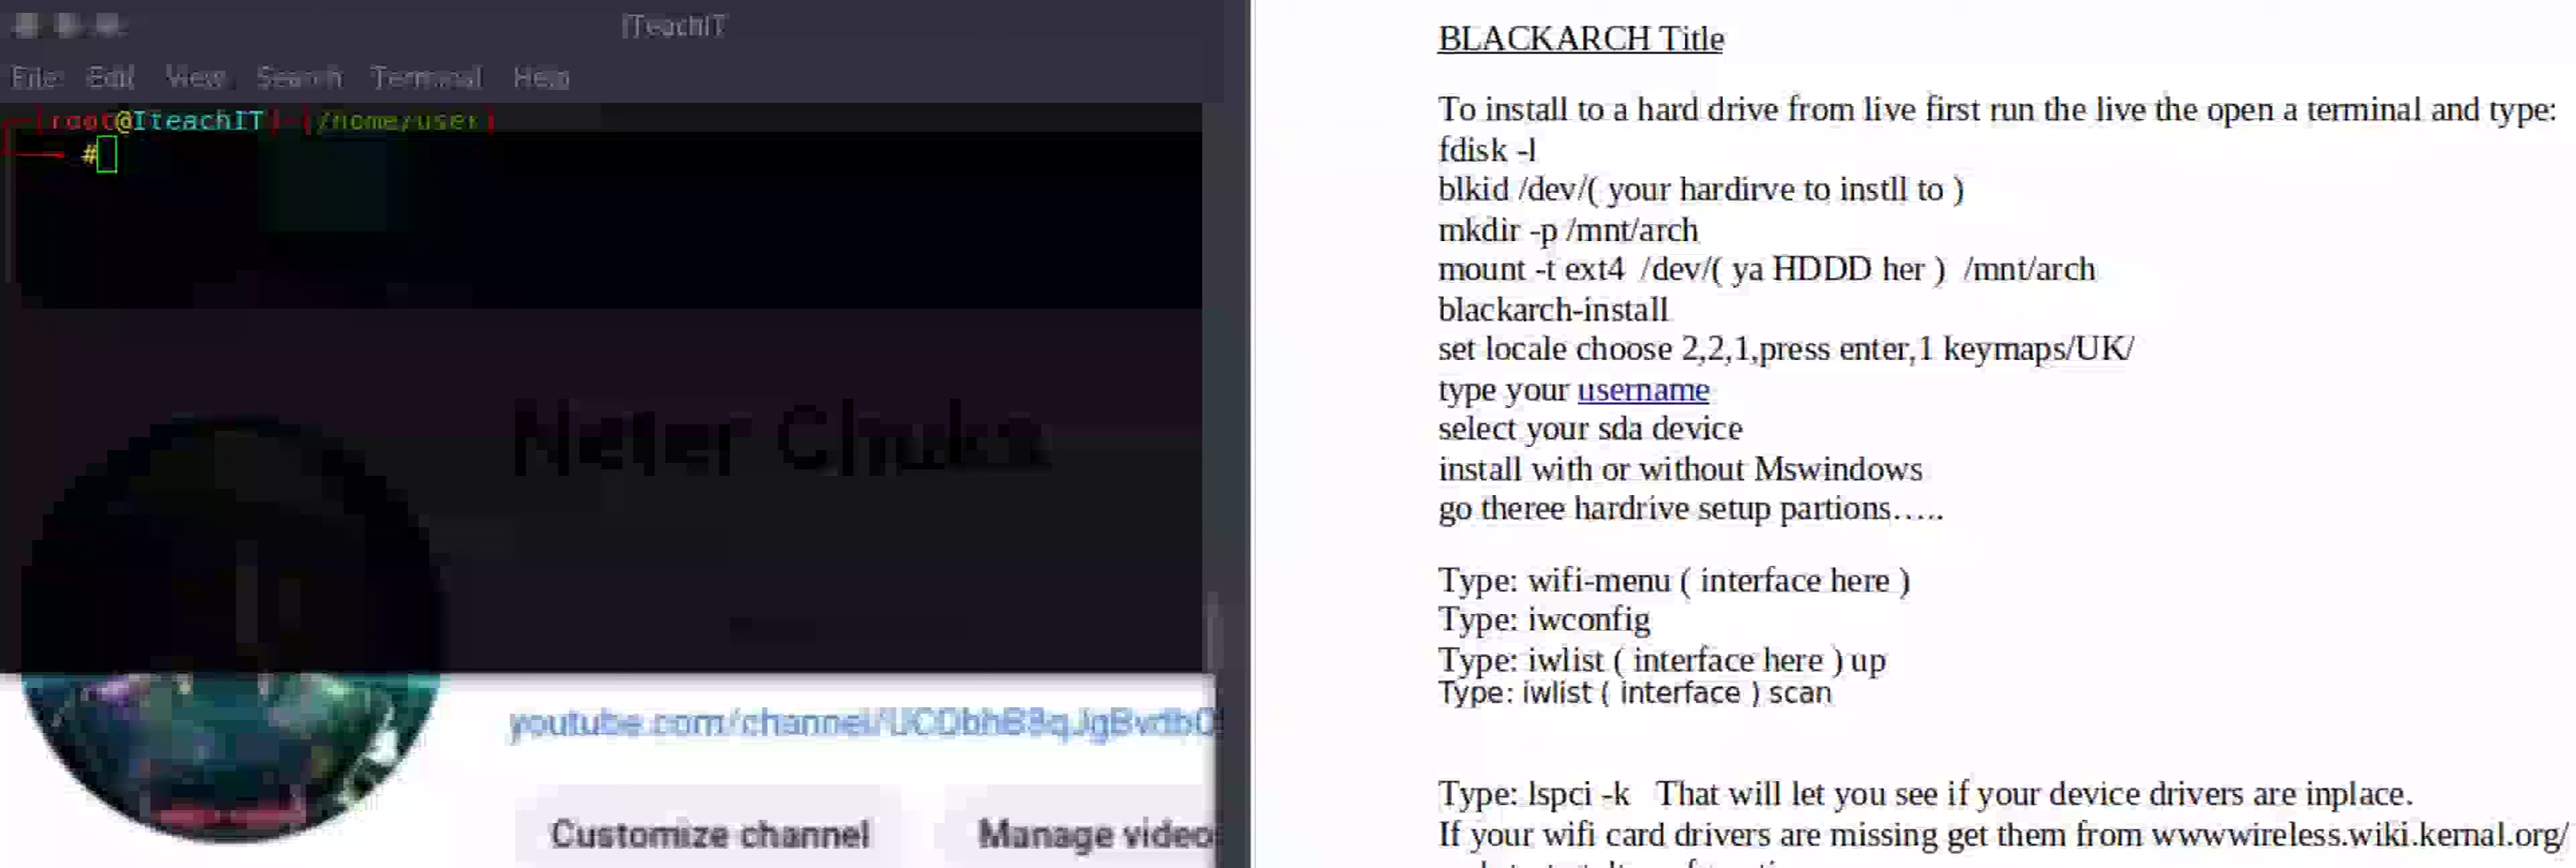 ITeachIT
File Edit View Search Terminal Help
[root@IteachIT]-[/home/user]
#
Neter Chuka
youtube.com/channel/
Customize channel
Manage videos
BLACKARCH Title
To install to a hard drive from live first run the live the open a terminal and type:
fdisk -l
blkid /dev/( your hardirve to instll to )
mkdir -p /mnt/arch
mount -t ext4 /dev/( ya HDDD her ) /mnt/arch
blackarch-install
set locale choose 2,2,1,press enter,1 keymaps/UK/
type your username
select your sda device
install with or without Mswindows
go theree hardrive setup partions…..
Type: wifi-menu ( interface here )
Type: iwconfig
Type: iwlist ( interface here ) up
Type: iwlist ( interface ) scan
Type: lspci -k That will let you see if your device drivers are inplace.
If your wifi card drivers are missing get them from wwwwireless.wiki.kernal.org/